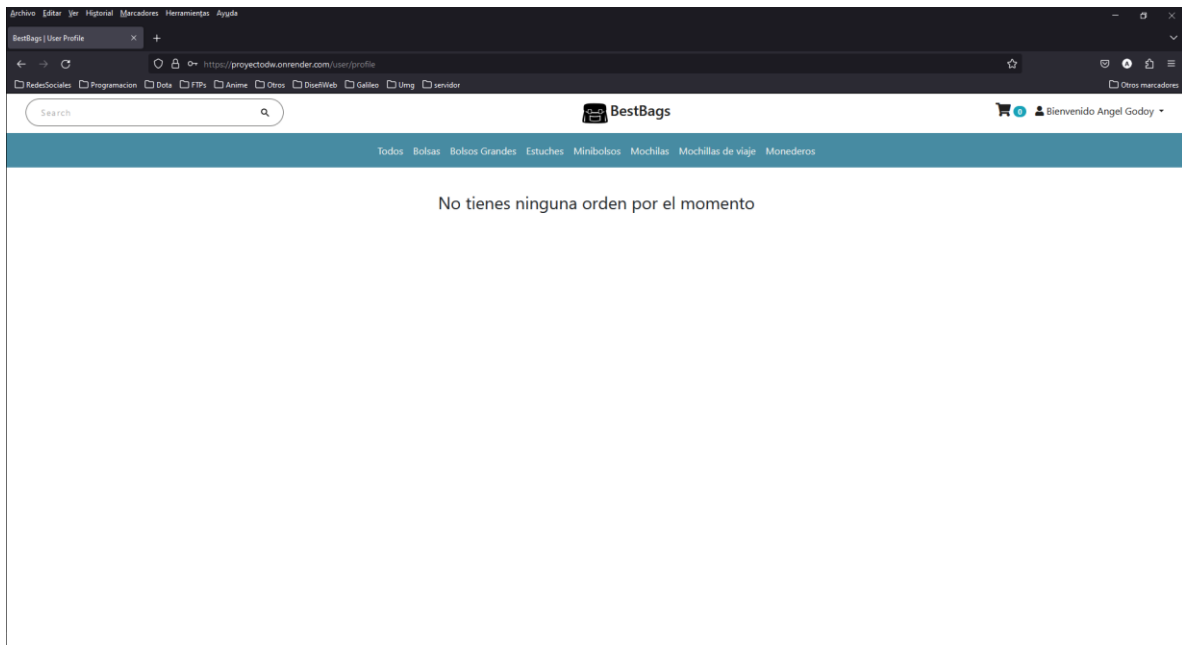 Archivo Editar Ver Historial Marcadores Herramientas Ayuda
BestBags | User Profile
https://proyectodw.onrender.com/user/profile
RedesSociales Programacion Dota FTPs Anime Otros DiseñWeb Galileo Umg servidor Otros marcadores
Search BestBags 0 Bienvenido Angel Godoy
Todos Bolsas Bolsos Grandes Estuches Minibolsos Mochilas Mochillas de viaje Monederos
No tienes ninguna orden por el momento